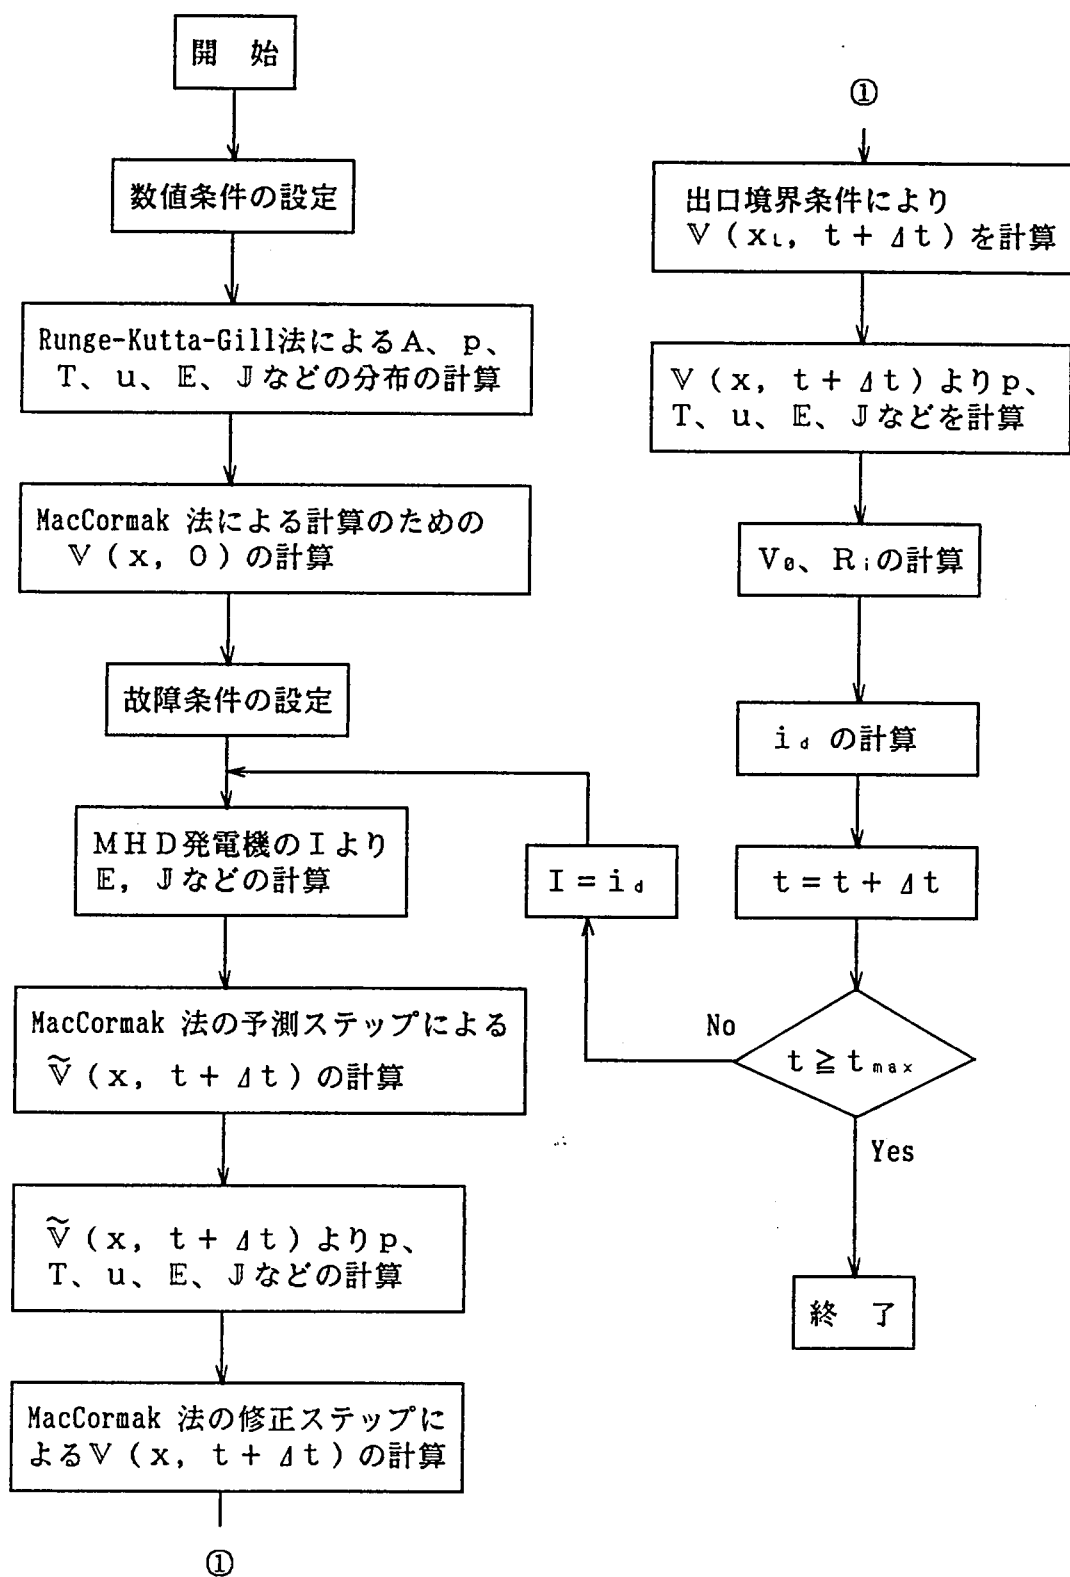 開 始
数値条件の設定
Runge-Kutta-Gill法によるA、p、
T、u、𝔼、𝕁などの分布の計算
MacCormak 法による計算のための
𝕍(x, 0)の計算
故障条件の設定
MHD発電機のIより
𝔼, 𝕁などの計算
MacCormak 法の予測ステップによる
𝕍̃(x, t+Δt)の計算
𝕍̃(x, t+Δt)よりp、
T、u、𝔼、𝕁などの計算
MacCormak 法の修正ステップに
よる𝕍(x, t+Δt)の計算
①
①
出口境界条件により
𝕍(x_L, t+Δt)を計算
𝕍(x, t+Δt)よりp、
T、u、𝔼、𝕁などを計算
V₀、Rᵢの計算
i_d の計算
I=i_d
t=t+Δt
No
t≧t_max
Yes
終 了